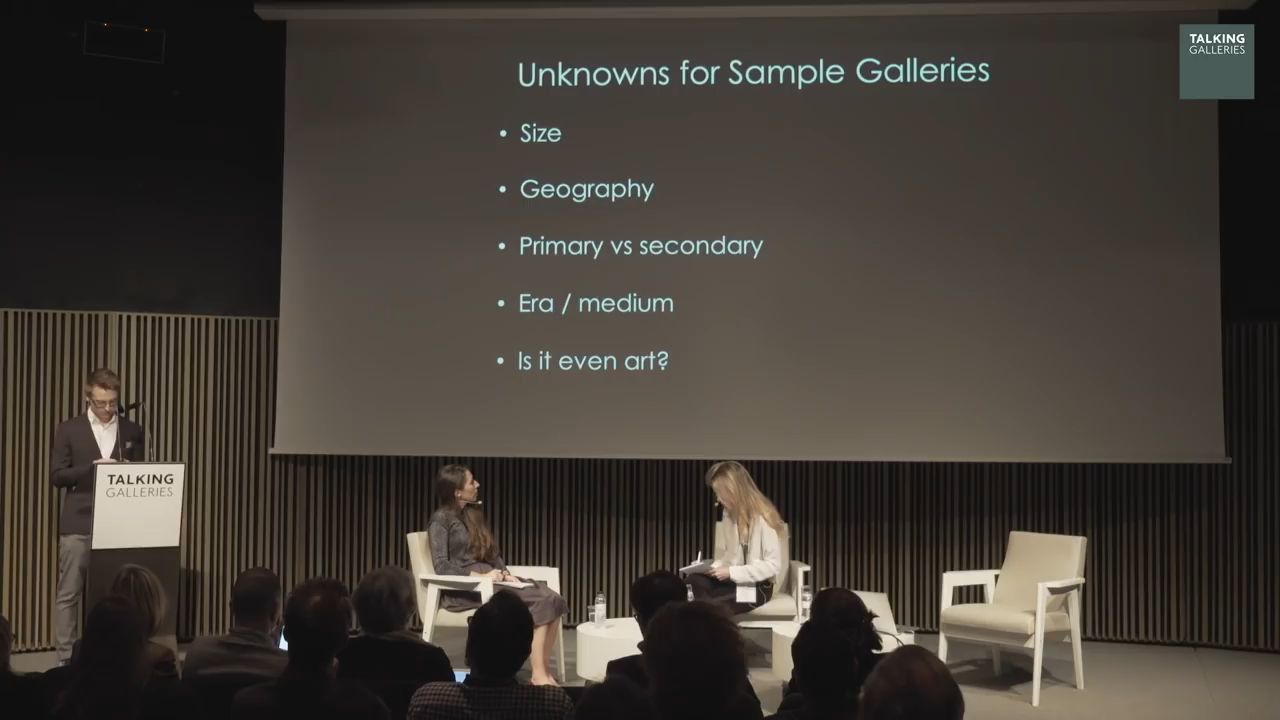 Unknowns for Sample Galleries
• Size
• Geography
• Primary vs secondary
• Era / medium
• Is it even art?
TALKING
GALLERIES
TALKING
GALLERIES